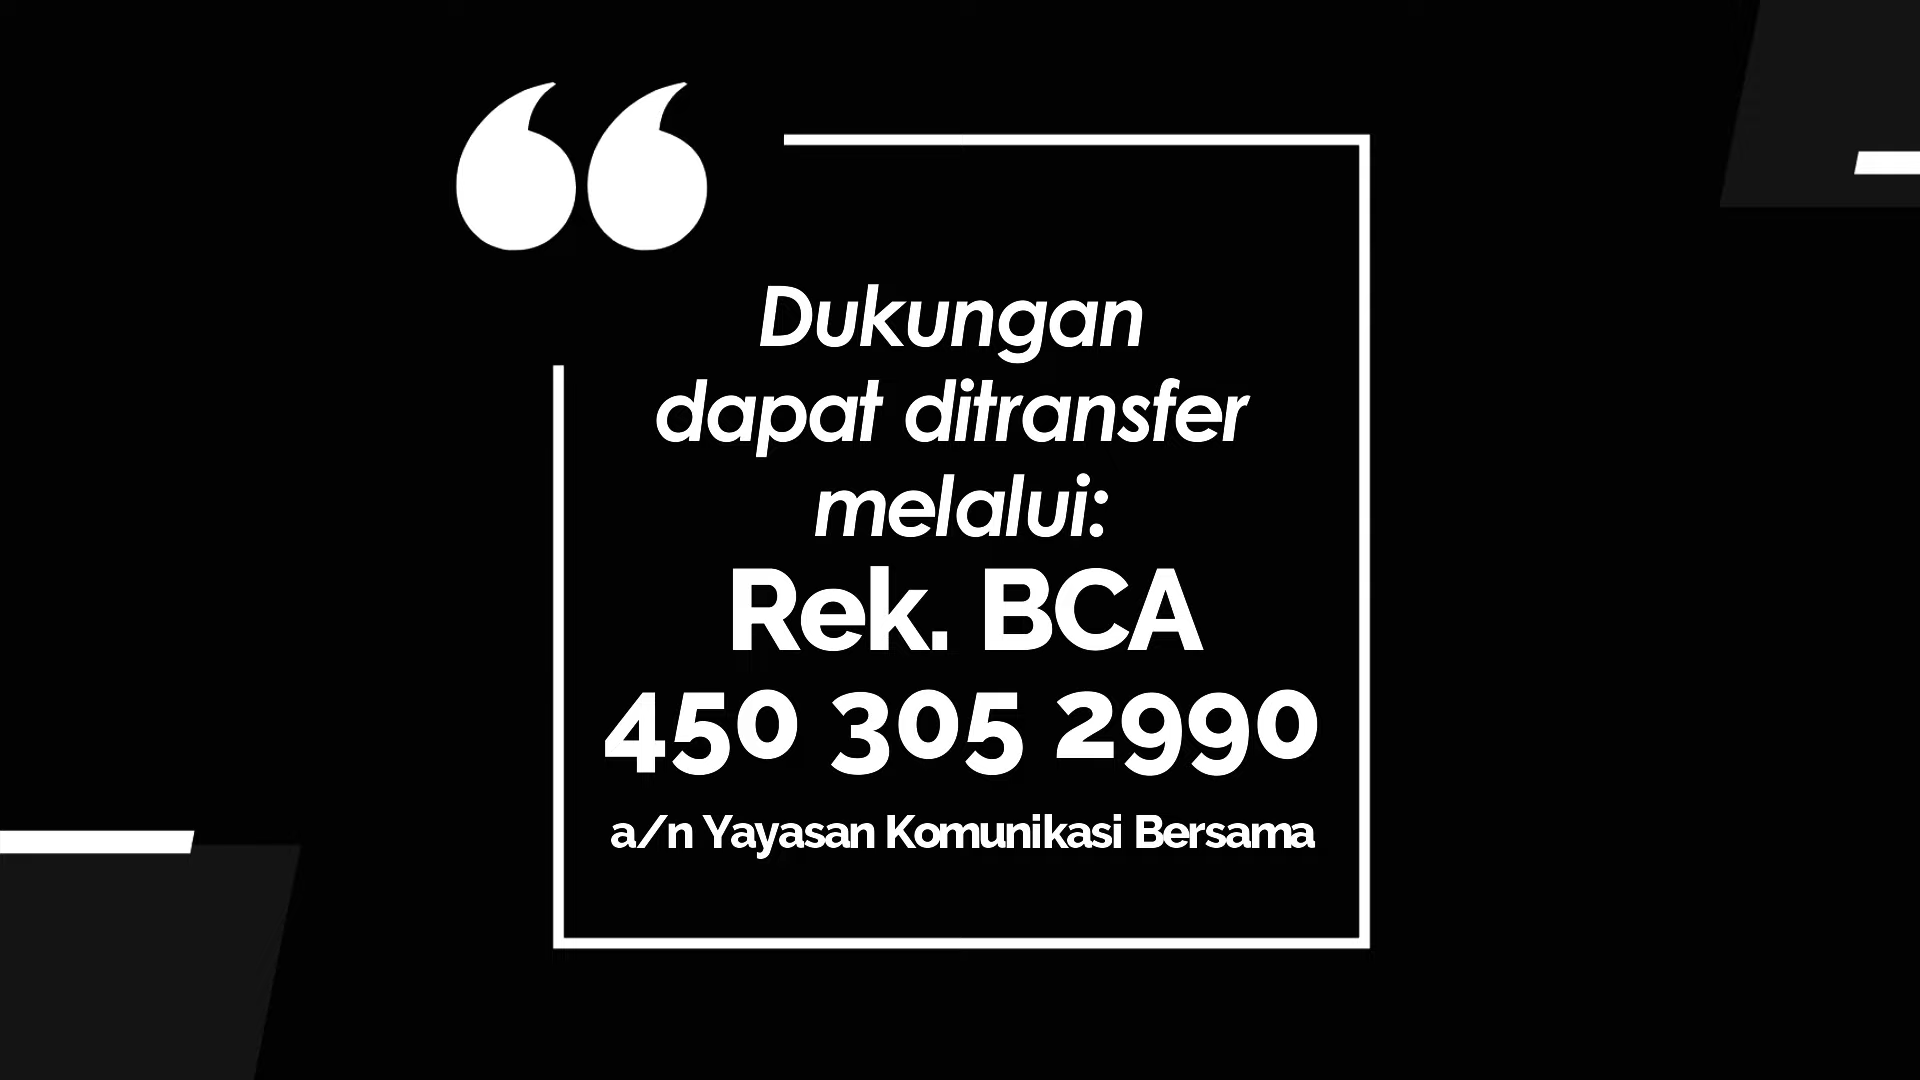 Dukungan
dapat ditransfer
melalui:
Rek. BCA
450 305 2990
a/n Yayasan Komunikasi Bersama